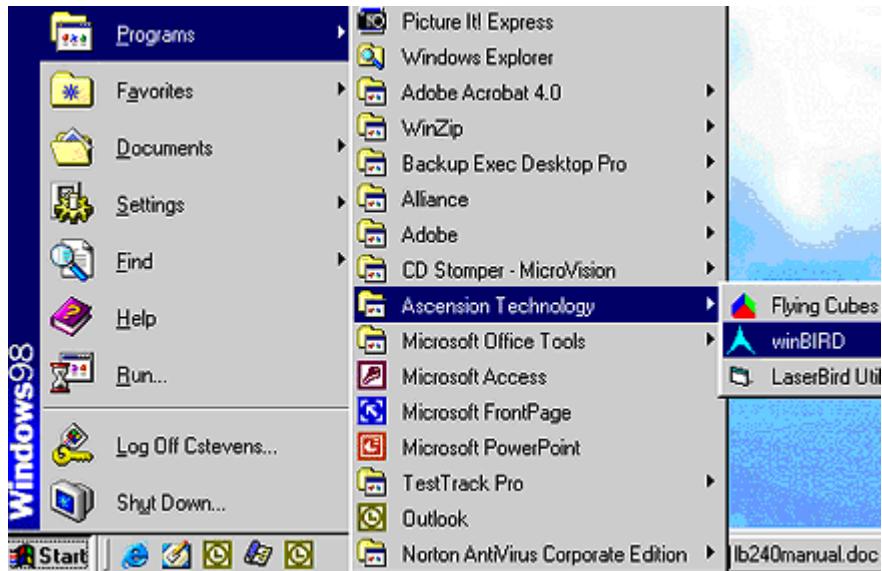 Programs
Favorites
Documents
Settings
Find
Help
Run...
Log Off Cstevens...
Shut Down...
Windows98
Start
Picture It! Express
Windows Explorer
Adobe Acrobat 4.0
WinZip
Backup Exec Desktop Pro
Alliance
Adobe
CD Stomper - MicroVision
Ascension Technology
Microsoft Office Tools
Microsoft Access
Microsoft FrontPage
Microsoft PowerPoint
TestTrack Pro
Outlook
Norton AntiVirus Corporate Edition
Flying Cubes
winBIRD
LaserBird Util
lb240manual.doc